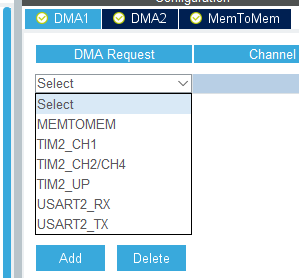 Configuration
DMA1 DMA2 MemToMem
DMA Request Channel
Select
Select
MEMTOMEM
TIM2_CH1
TIM2_CH2/CH4
TIM2_UP
USART2_RX
USART2_TX
Add Delete